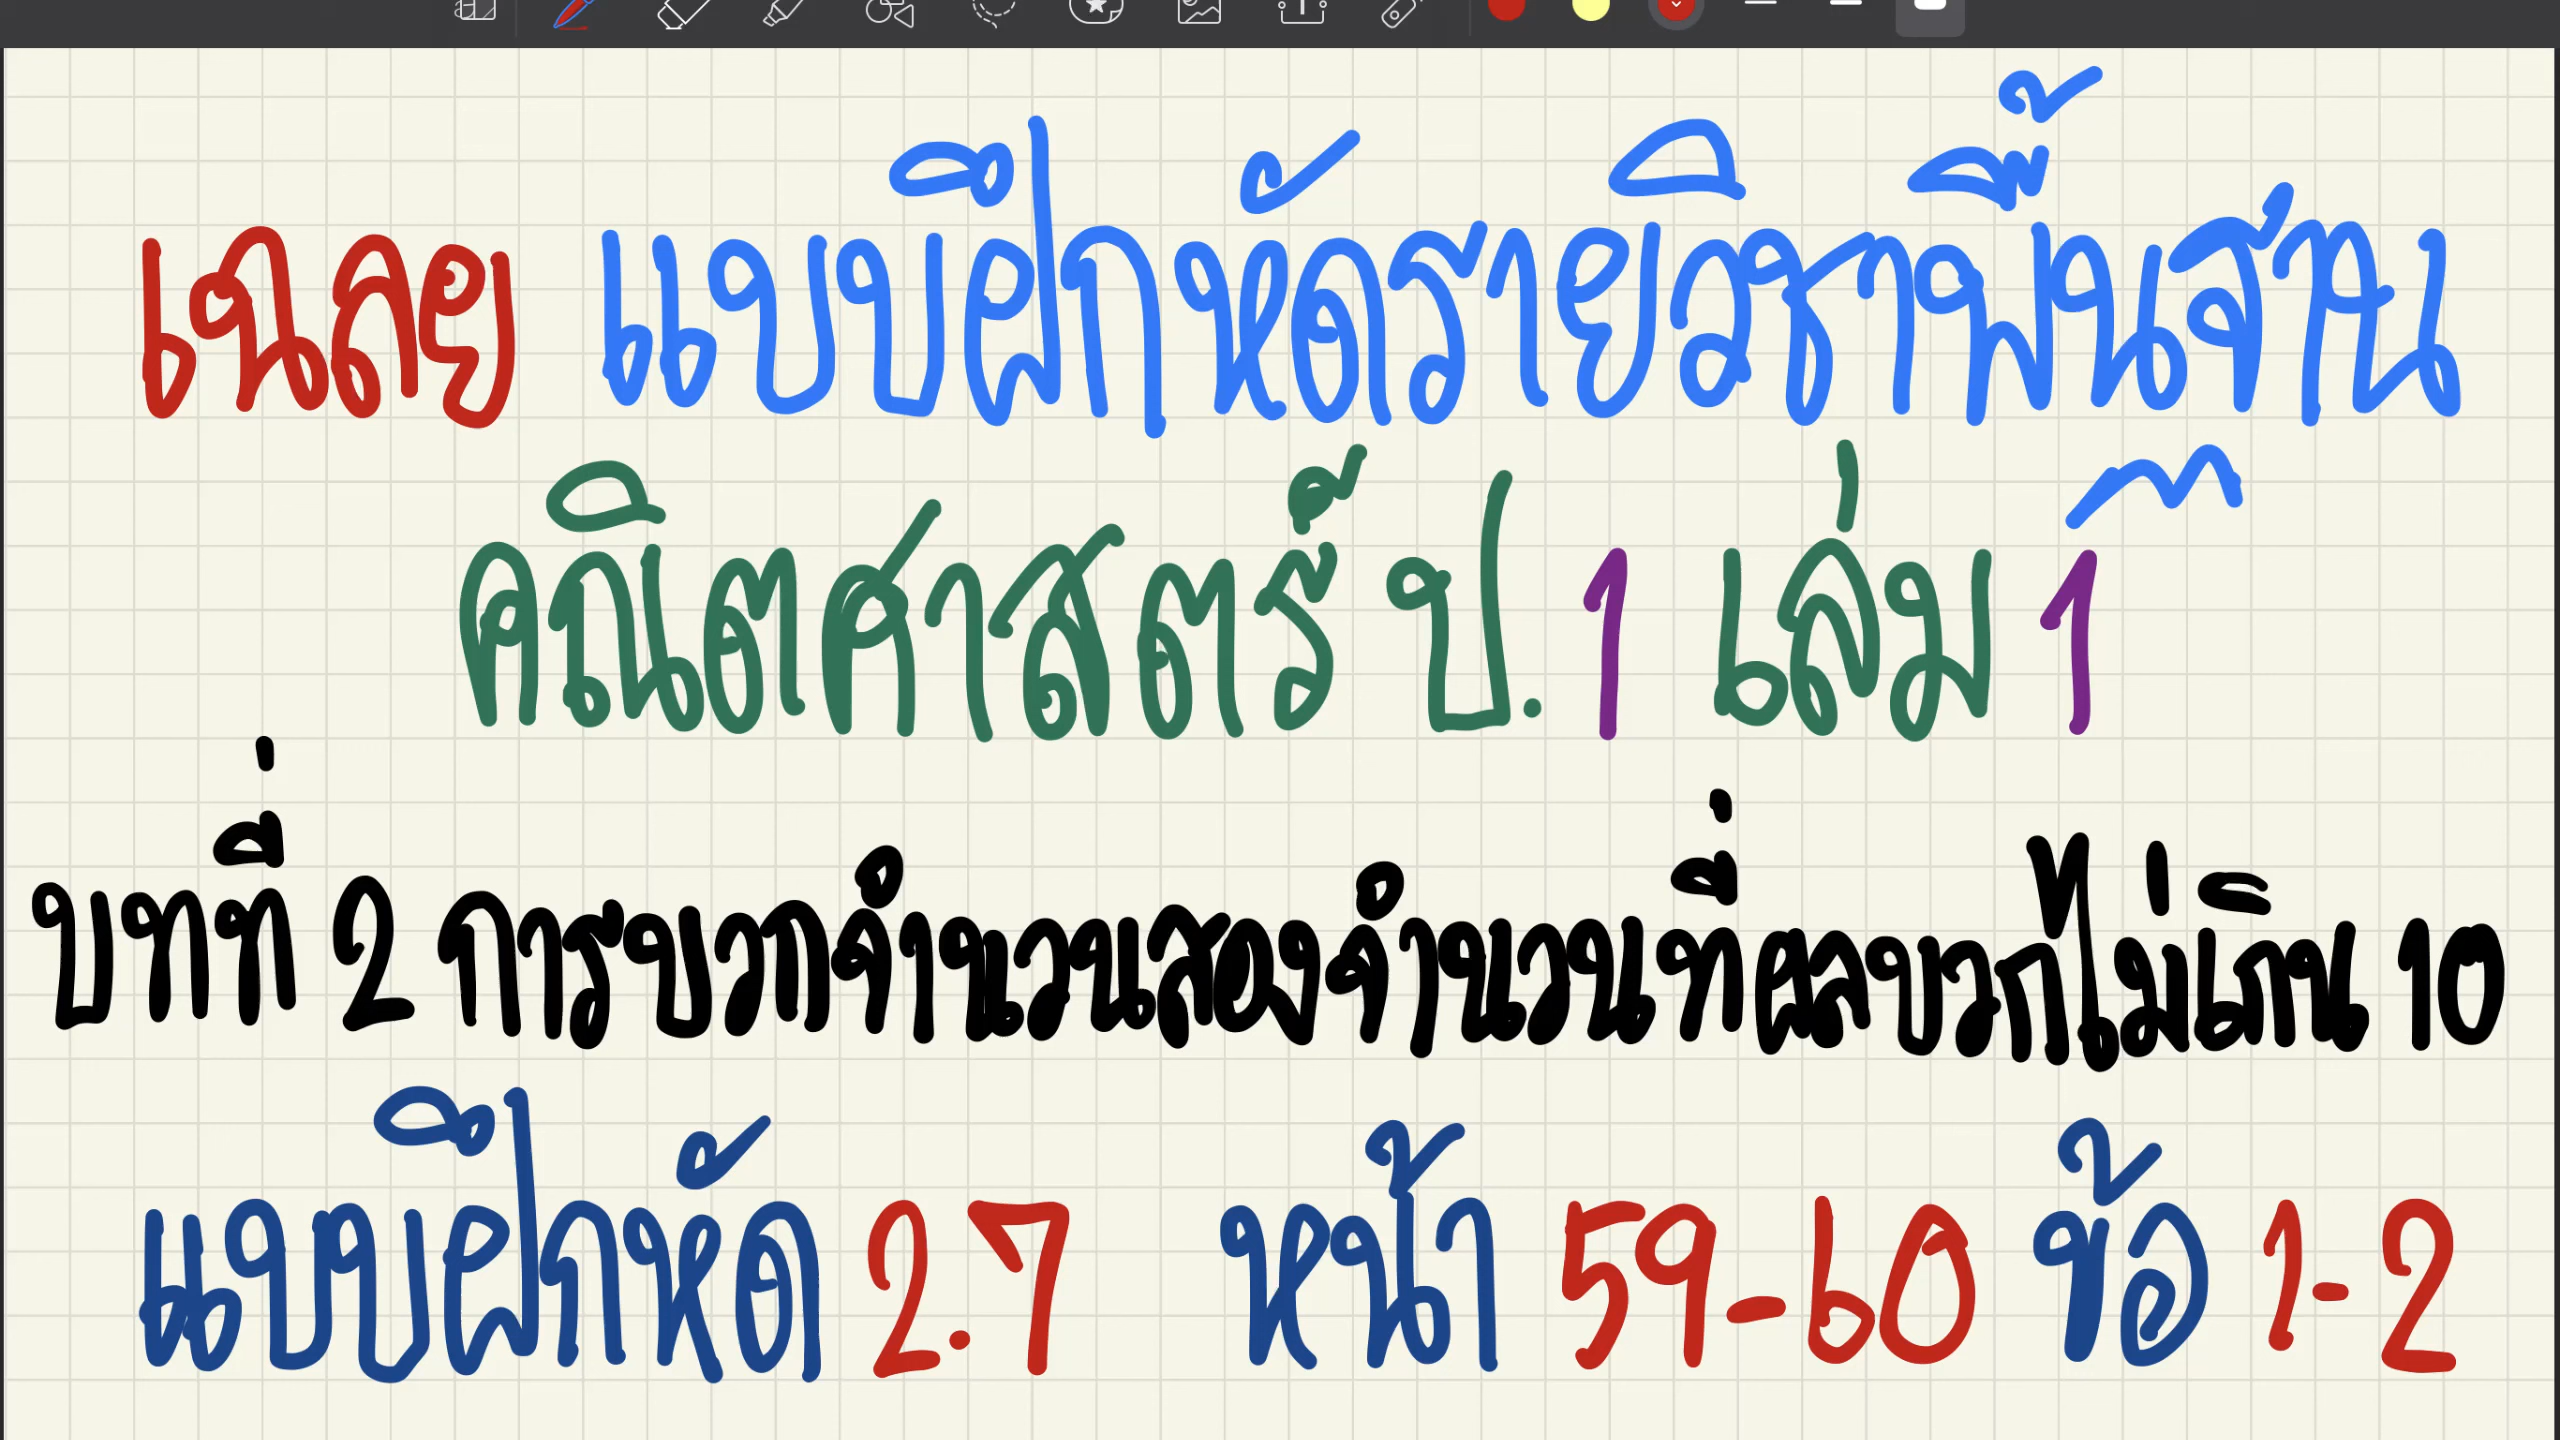 เฉลย แบบฝึกหัดรายวิชาพื้นฐาน
คณิตศาสตร์ ป.1 เล่ม 1
บทที่ 2 การบวกจำนวนสองจำนวนที่ผลบวกไม่เกิน 10
แบบฝึกหัด 2.7 หน้า 59-60 ข้อ 1-2